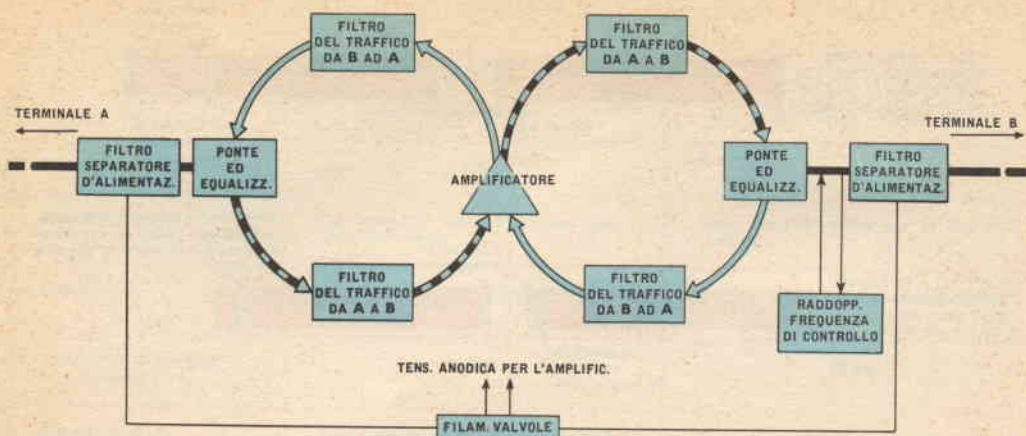 FILTRO
DEL TRAFFICO
DA B AD A
FILTRO
DEL TRAFFICO
DA A A B
TERMINALE A
TERMINALE B
FILTRO
SEPARATORE
D'ALIMENTAZ.
PONTE
ED
EQUALIZZ.
AMPLIFICATORE
PONTE
ED
EQUALIZZ.
FILTRO
SEPARATORE
D'ALIMENTAZ.
FILTRO
DEL TRAFFICO
DA A A B
FILTRO
DEL TRAFFICO
DA B AD A
RADDOPP.
FREQUENZA
DI CONTROLLO
TENS. ANODICA PER L'AMPLIFIC.
FILAM. VALVOLE